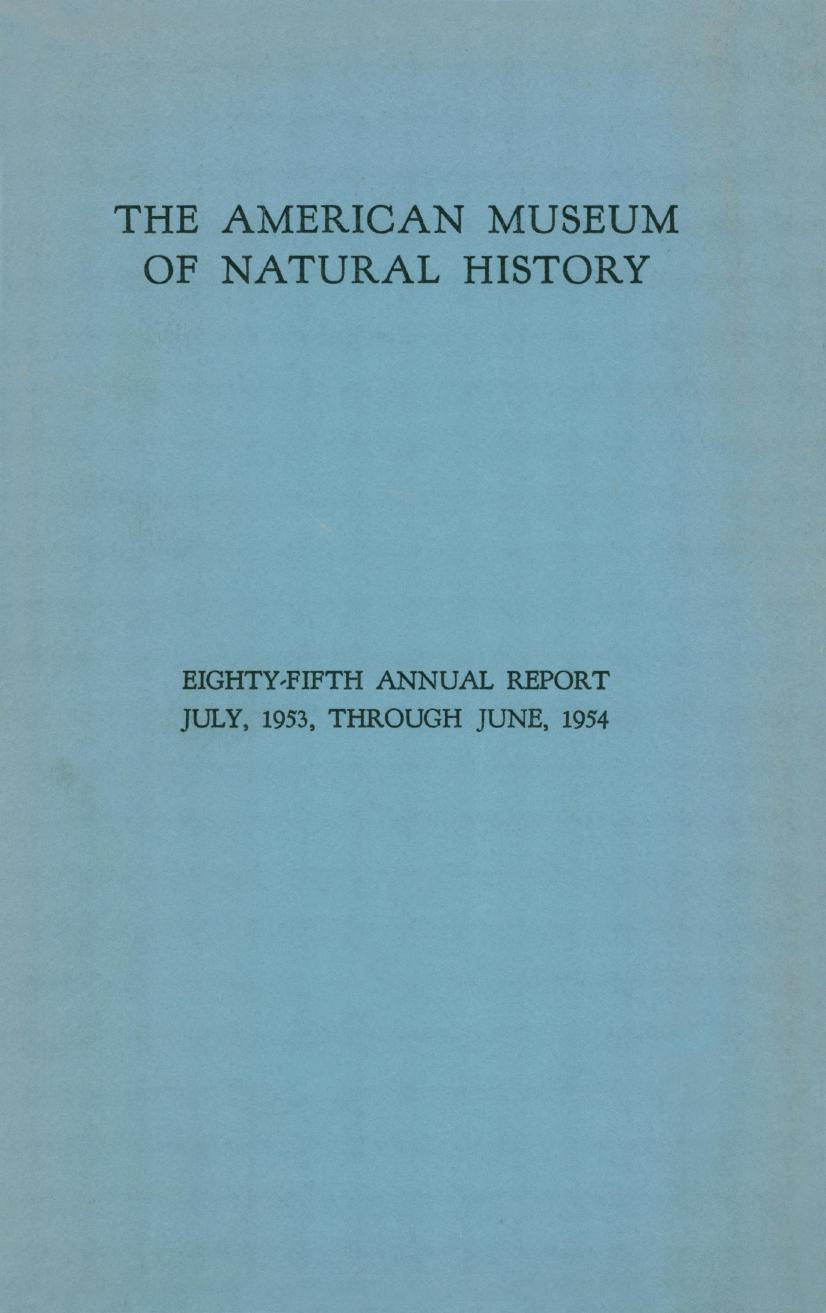 THE AMERICAN MUSEUM
OF NATURAL HISTORY
EIGHTY-FIFTH ANNUAL REPORT
JULY, 1953, THROUGH JUNE, 1954